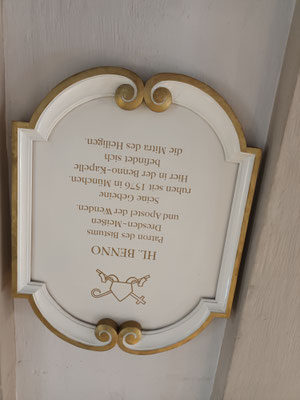 HL. BENNO
Patron des Bistums
Dresden-Meißen
und Apostel der Wenden.
Seine Gebeine
ruhen seit 1576 in München.
Hier in der Benno-Kapelle
befindet sich
die Mitra des Heiligen.